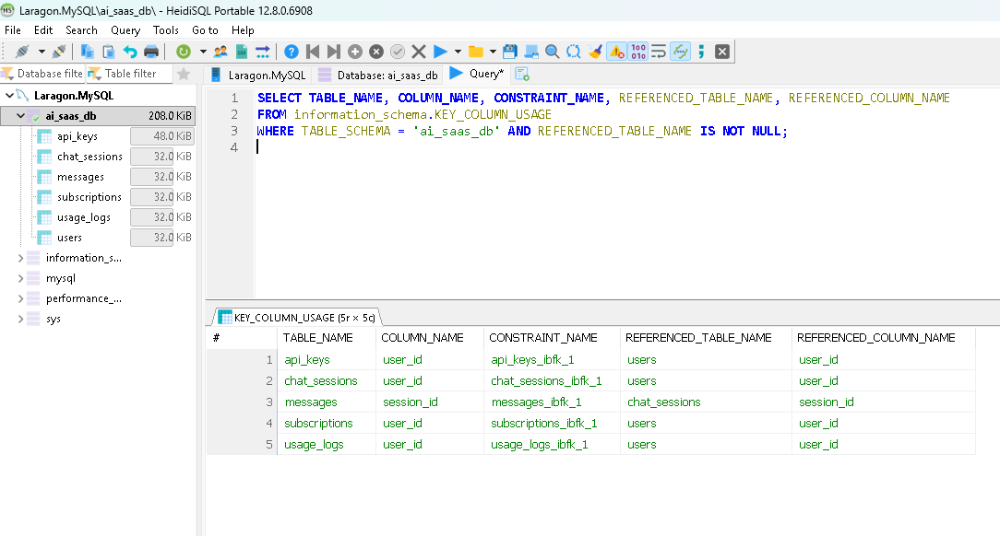 Laragon.MySQL\ai_saas_db\ - HeidiSQL Portable 12.8.0.6908
File Edit Search Query Tools Go to Help
Database filte Table filter
Laragon.MySQL Database: ai_saas_db Query*
Laragon.MySQL
ai_saas_db 208.0 KiB
api_keys 48.0 KiB
chat_sessions 32.0 KiB
messages 32.0 KiB
subscriptions 32.0 KiB
usage_logs 32.0 KiB
users 32.0 KiB
information_s...
mysql
performance_...
sys
1 SELECT TABLE_NAME, COLUMN_NAME, CONSTRAINT_NAME, REFERENCED_TABLE_NAME, REFERENCED_COLUMN_NAME
2 FROM information_schema.KEY_COLUMN_USAGE
3 WHERE TABLE_SCHEMA = 'ai_saas_db' AND REFERENCED_TABLE_NAME IS NOT NULL;
4
KEY_COLUMN_USAGE (5r × 5c)
# TABLE_NAME COLUMN_NAME CONSTRAINT_NAME REFERENCED_TABLE_NAME REFERENCED_COLUMN_NAME
1 api_keys user_id api_keys_ibfk_1 users user_id
2 chat_sessions user_id chat_sessions_ibfk_1 users user_id
3 messages session_id messages_ibfk_1 chat_sessions session_id
4 subscriptions user_id subscriptions_ibfk_1 users user_id
5 usage_logs user_id usage_logs_ibfk_1 users user_id